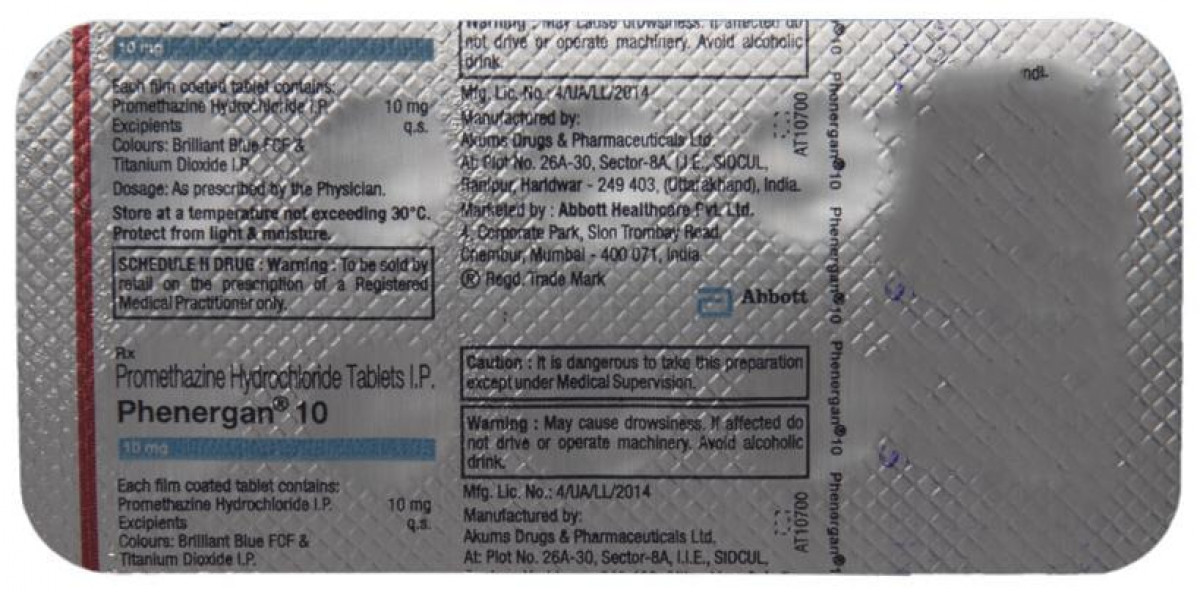 10 mg
Each film coated tablet contains:
Promethazine Hydrochloride I.P. 10 mg
Excipients q.s.
Colours: Brilliant Blue FCF &
Titanium Dioxide I.P.
Dosage: As prescribed by the Physician.
Store at a temperature not exceeding 30°C.
Protect from light & moisture.
SCHEDULE H DRUG : Warning : To be sold by
retail on the prescription of a Registered
Medical Practitioner only.
Rx
Promethazine Hydrochloride Tablets I.P.
Phenergan® 10
10 mg
Each film coated tablet contains:
Promethazine Hydrochloride I.P. 10 mg
Excipients q.s.
Colours: Brilliant Blue FCF &
Titanium Dioxide I.P.
Warning : May cause drowsiness. If affected do
not drive or operate machinery. Avoid alcoholic
drink.
Mfg. Lic. No.: 4/UA/LL/2014
Manufactured by:
Akums Drugs & Pharmaceuticals Ltd.
At: Plot No. 26A-30, Sector-8A, I.I.E., SIDCUL,
Ranipur, Haridwar - 249 403, (Uttarakhand), India.
Marketed by : Abbott Healthcare Pvt. Ltd.
4, Corporate Park, Sion Trombay Road,
Chembur, Mumbai - 400 071, India.
® Regd. Trade Mark
Abbott
AT10700
Caution : It is dangerous to take this preparation
except under Medical Supervision.
Warning : May cause drowsiness. If affected do
not drive or operate machinery. Avoid alcoholic
drink.
Mfg. Lic. No.: 4/UA/LL/2014
Manufactured by:
Akums Drugs & Pharmaceuticals Ltd.
At: Plot No. 26A-30, Sector-8A, I.I.E., SIDCUL,
AT10700
®10 Phenergan®10 Phenergan®10 Phenergan®10 Phenergan®1